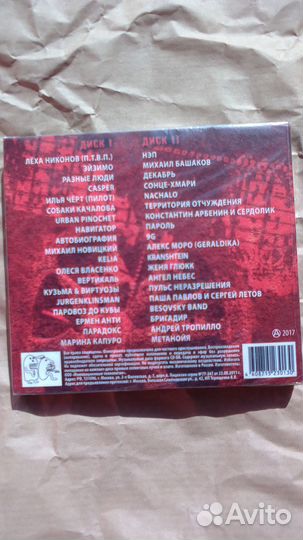 ДИСК I
ЛЁХА НИКОНОВ (П.Т.В.П.)
ЭЙЗИМО
РАЗНЫЕ ЛЮДИ
CASPER
ИЛЬЯ ЧЁРТ (ПИЛОТ)
СОБАКИ КАЧАЛОВА
URBAN PINOCHET
НАВИГАТОР
АВТОБИОГРАФИЯ
МИХАИЛ НОВИЦКИЙ
KELIA
ОЛЕСЯ ВЛАСЕНКО
ВЕРТИКАЛЬ
КУЗЬМА & ВИРТУОЗЫ
JURGENKLINSMAN
ПАРОВОЗ ДО КУБЫ
ЕРМЕН АНТИ
ПАРАДОКС
МАРИНА КАПУРО
ДИСК II
НЭП
МИХАИЛ БАШАКОВ
ДЕКАБРЬ
СОНЦЕ-ХМАРИ
NACHALO
ТЕРРИТОРИЯ ОТЧУЖДЕНИЯ
КОНСТАНТИН АРБЕНИН И СЕРДОЛИК
ПАРОЛЬ
9G
АЛЕКС МОРО (GERALDIKA)
KRANSHTEIN
ЖЕНЯ ГЛЮКК
АНГЕЛ НЕБЕС
ПУЛЬС НЕРАЗРЕШЕНИЯ
ПАША ПАВЛОВ И СЕРГЕЙ ЛЕТОВ
BESOVSKY BAND
БРИГАДИР
АНДРЕЙ ТРОПИЛЛО
МЕТАНОЙЯ
2017
Avito